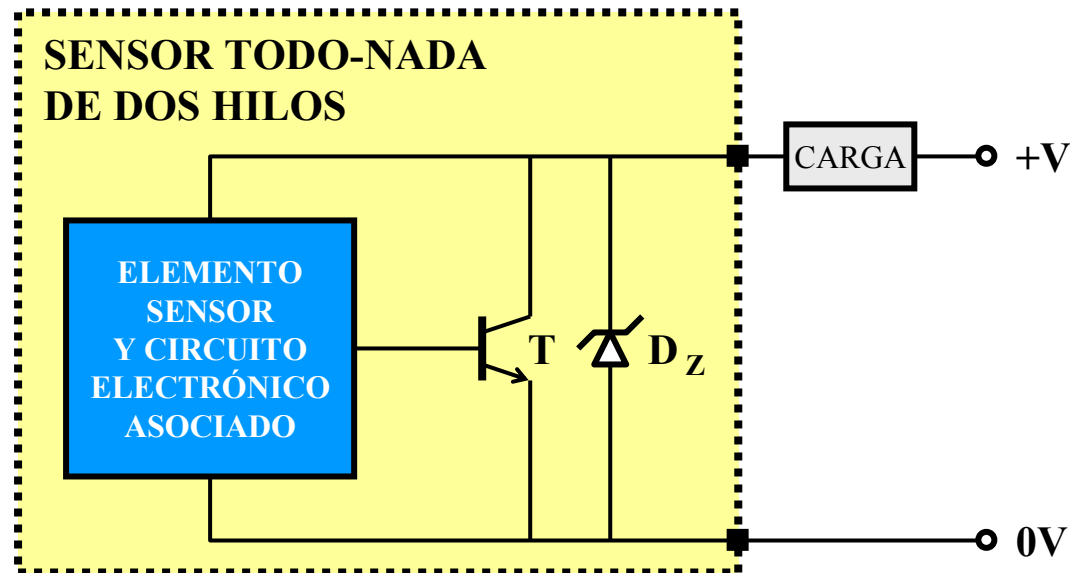 SENSOR TODO-NADA
DE DOS HILOS
CARGA
+V
ELEMENTO
SENSOR
Y CIRCUITO
ELECTRÓNICO
ASOCIADO
T
D Z
0V